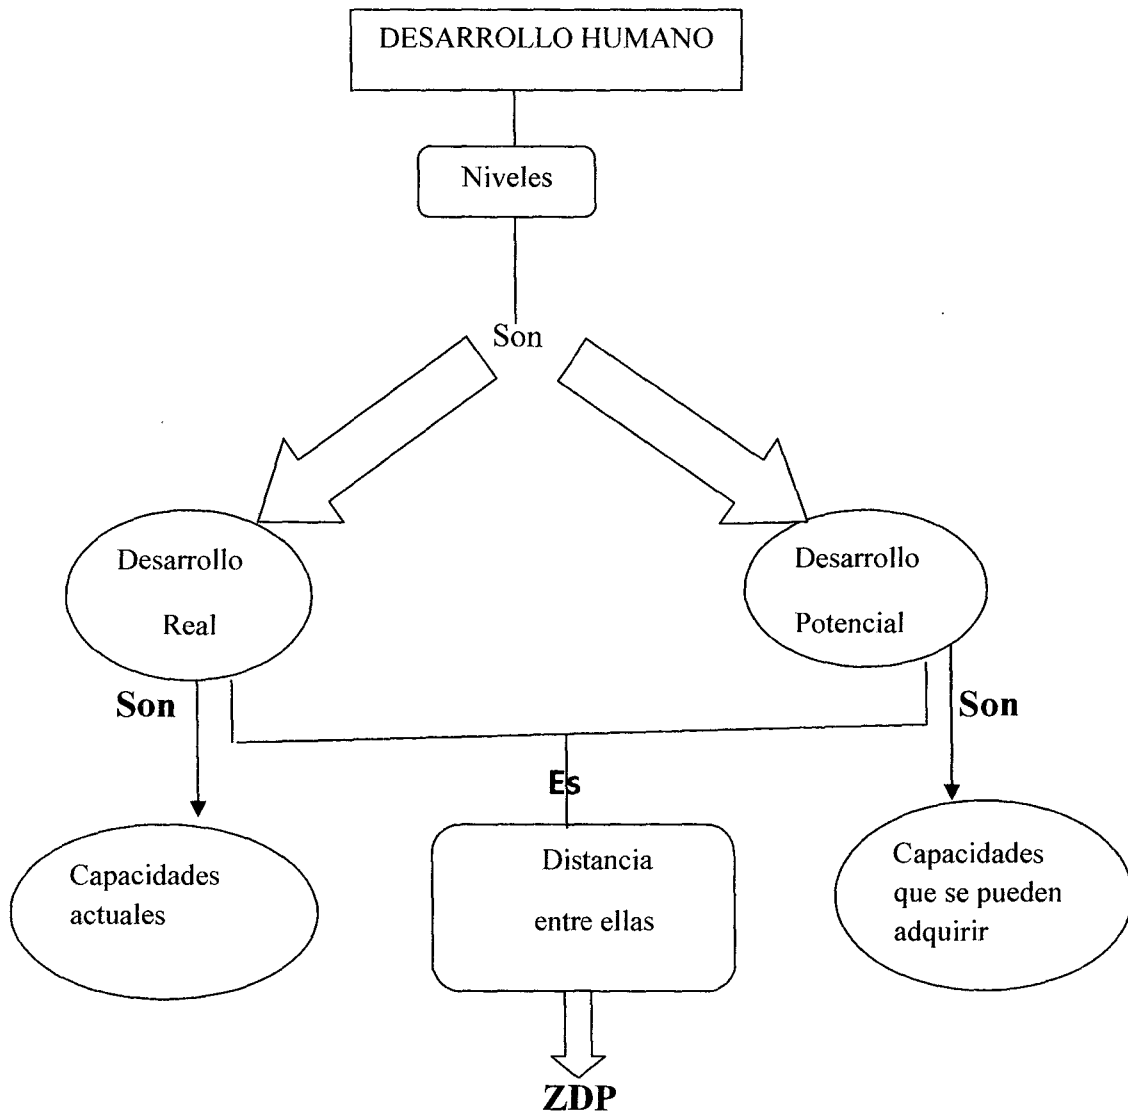 DESARROLLO HUMANO
Niveles
Son
Desarrollo
Real
Desarrollo
Potencial
Son
Son
Es
Capacidades
actuales
Distancia
entre ellas
Capacidades
que se pueden
adquirir
ZDP